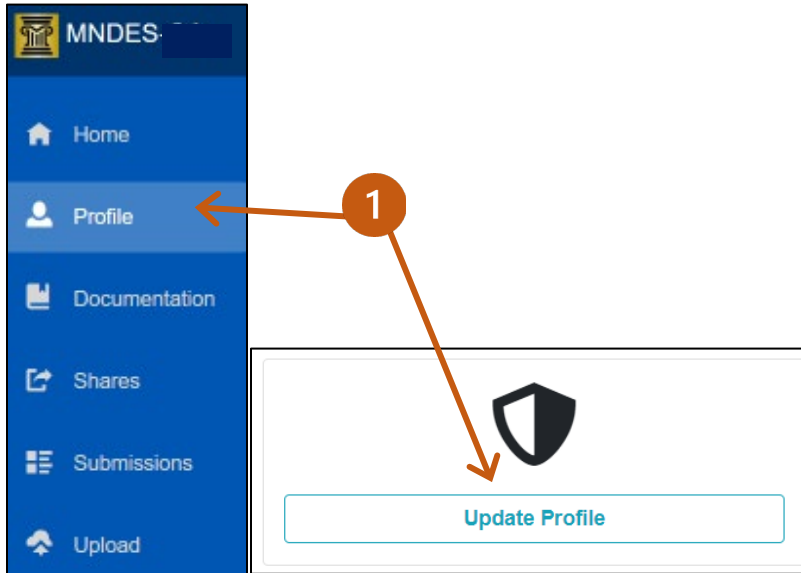 MNDES-
Home
Profile
1
Documentation
Shares
Submissions
Upload
Update Profile